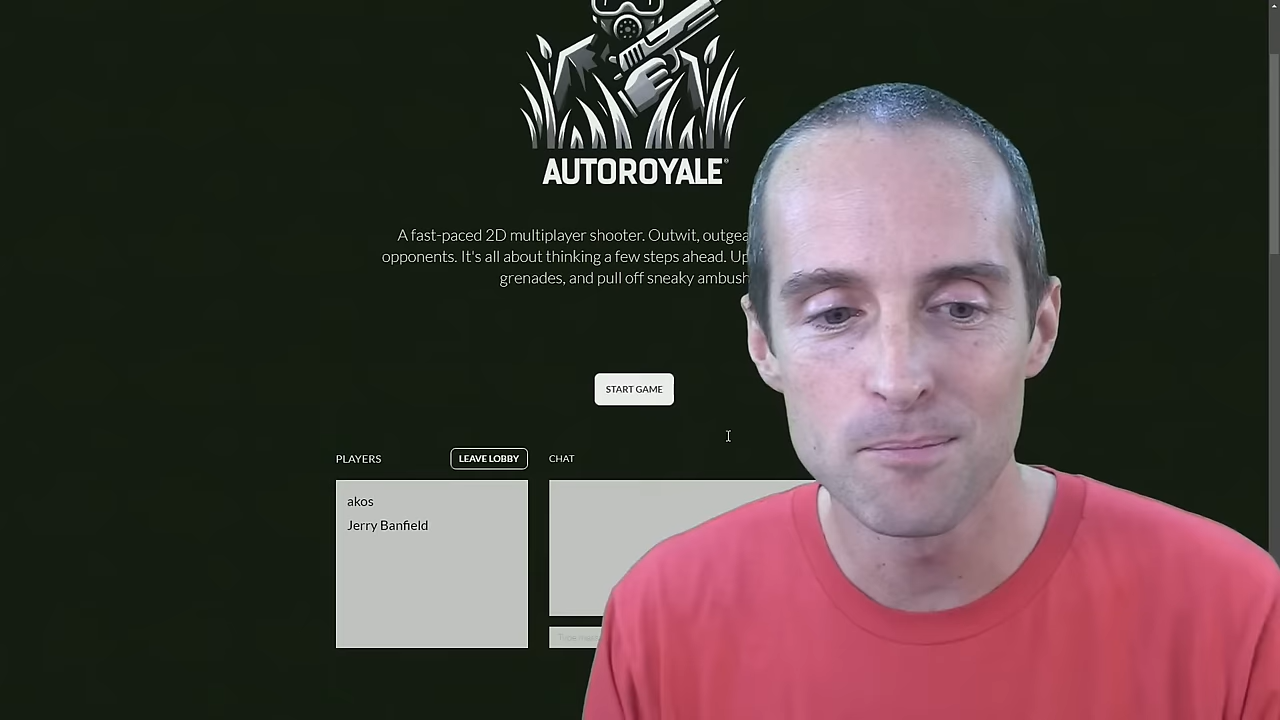 AUTOROYALE
A fast-paced 2D multiplayer shooter. Outwit, outgea
opponents. It's all about thinking a few steps ahead. Up
grenades, and pull off sneaky ambush
START GAME
PLAYERS
LEAVE LOBBY
CHAT
akos
Jerry Banfield
Type